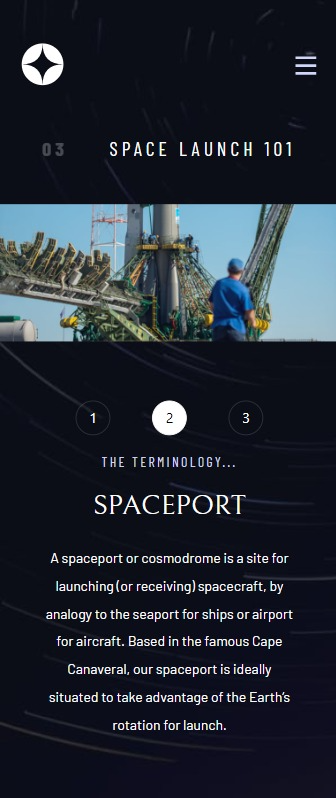 03 SPACE LAUNCH 101
1 2 3
THE TERMINOLOGY...
SPACEPORT
A spaceport or cosmodrome is a site for
launching (or receiving) spacecraft, by
analogy to the seaport for ships or airport
for aircraft. Based in the famous Cape
Canaveral, our spaceport is ideally
situated to take advantage of the Earth’s
rotation for launch.